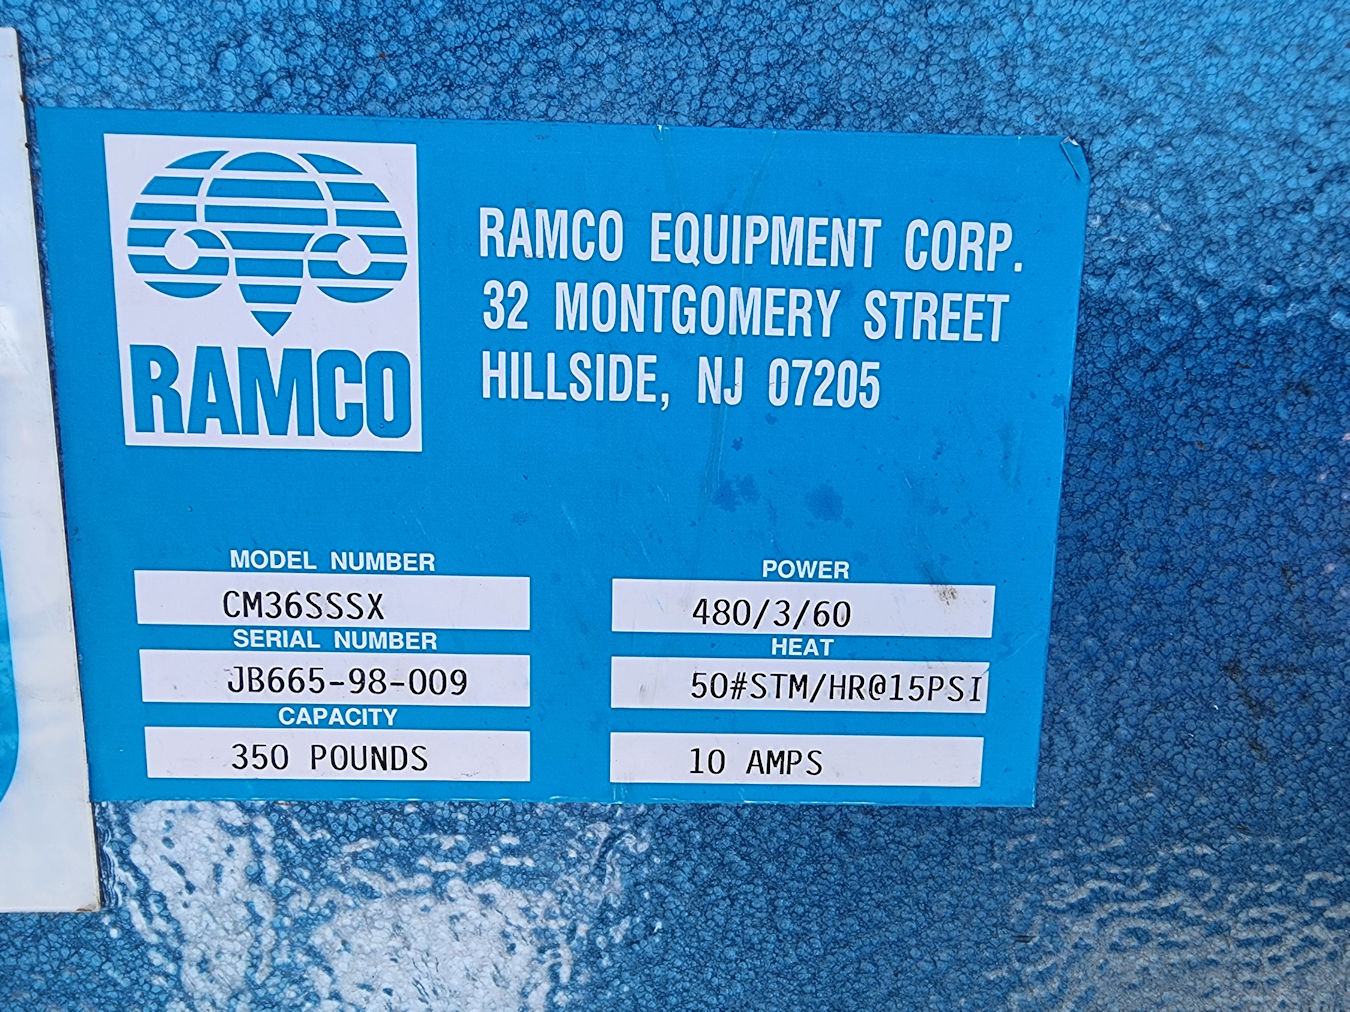 RAMCO
RAMCO EQUIPMENT CORP.
32 MONTGOMERY STREET
HILLSIDE, NJ 07205
MODEL NUMBER
CM36SSSX
SERIAL NUMBER
JB665-98-009
CAPACITY
350 POUNDS
POWER
480/3/60
HEAT
50#STM/HR@15PSI
10 AMPS